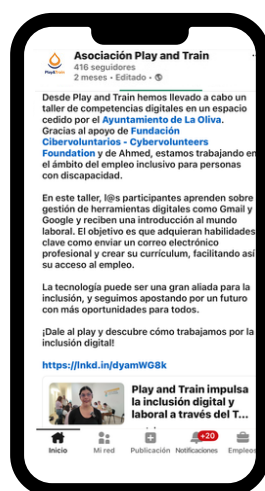 Asociación Play and Train
416 seguidores
2 meses • Editado •
Play&Train
Desde Play and Train hemos llevado a cabo un
taller de competencias digitales en un espacio
cedido por el Ayuntamiento de La Oliva.
Gracias al apoyo de Fundación
Cibervoluntarios - Cybervolunteers
Foundation y de Ahmed, estamos trabajando en
el ámbito del empleo inclusivo para personas
con discapacidad.
En este taller, l@s participantes aprenden sobre
gestión de herramientas digitales como Gmail y
Google y reciben una introducción al mundo
laboral. El objetivo es que adquieran habilidades
clave como enviar un correo electrónico
profesional y crear su currículum, facilitando así
su acceso al empleo.
La tecnología puede ser una gran aliada para la
inclusión, y seguimos apostando por un futuro
con más oportunidades para todos.
¡Dale al play y descubre cómo trabajamos por la
inclusión digital!
https://lnkd.in/dyamWG8k
Play and Train impulsa
la inclusión digital y
laboral a través del T...
+20
Inicio
Mi red
Publicación
Notificaciones
Empleos